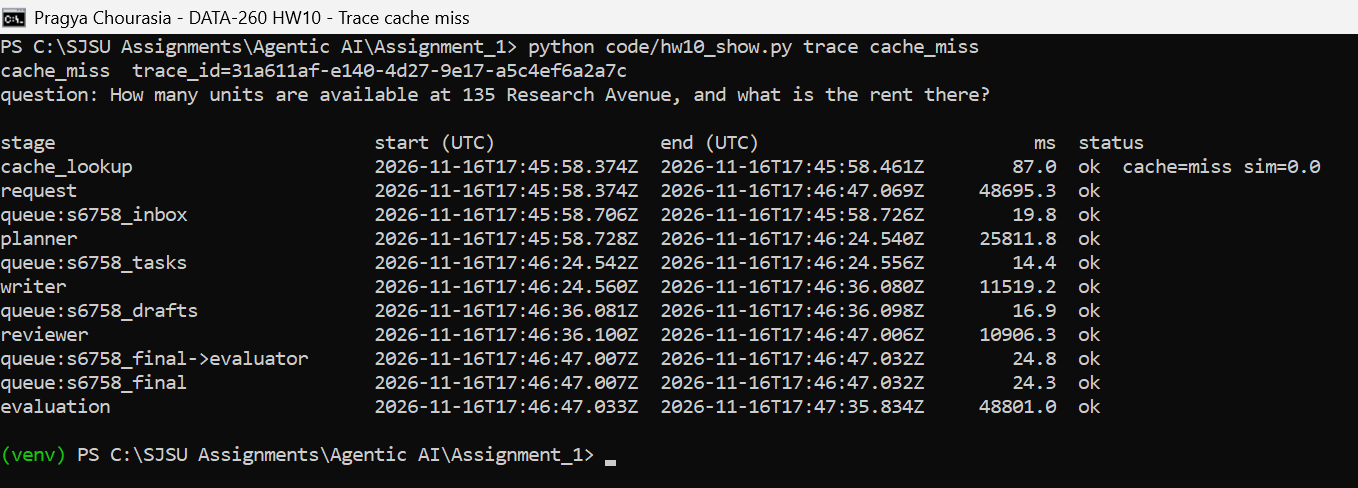 Pragya Chourasia - DATA-260 HW10 - Trace cache miss
PS C:\SJSU Assignments\Agentic AI\Assignment_1> python code/hw10_show.py trace cache_miss
cache_miss  trace_id=31a611af-e140-4d27-9e17-a5c4ef6a2a7c
question: How many units are available at 135 Research Avenue, and what is the rent there?
stage                             start (UTC)               end (UTC)                         ms  status
cache_lookup                      2026-11-16T17:45:58.374Z  2026-11-16T17:45:58.461Z        87.0  ok  cache=miss sim=0.0
request                           2026-11-16T17:45:58.374Z  2026-11-16T17:46:47.069Z     48695.3  ok
queue:s6758_inbox                 2026-11-16T17:45:58.706Z  2026-11-16T17:45:58.726Z        19.8  ok
planner                           2026-11-16T17:45:58.728Z  2026-11-16T17:46:24.540Z     25811.8  ok
queue:s6758_tasks                 2026-11-16T17:46:24.542Z  2026-11-16T17:46:24.556Z        14.4  ok
writer                            2026-11-16T17:46:24.560Z  2026-11-16T17:46:36.080Z     11519.2  ok
queue:s6758_drafts                2026-11-16T17:46:36.081Z  2026-11-16T17:46:36.098Z        16.9  ok
reviewer                          2026-11-16T17:46:36.100Z  2026-11-16T17:46:47.006Z     10906.3  ok
queue:s6758_final->evaluator      2026-11-16T17:46:47.007Z  2026-11-16T17:46:47.032Z        24.8  ok
queue:s6758_final                 2026-11-16T17:46:47.007Z  2026-11-16T17:46:47.032Z        24.3  ok
evaluation                        2026-11-16T17:46:47.033Z  2026-11-16T17:47:35.834Z     48801.0  ok
(venv) PS C:\SJSU Assignments\Agentic AI\Assignment_1>